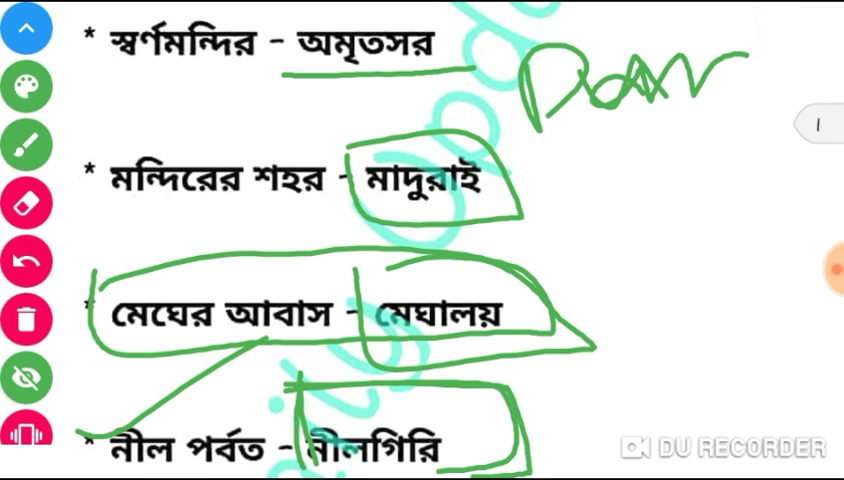 * স্বর্ণমন্দির - অমৃতসর
* মন্দিরের শহর - মাদুরাই
* মেঘের আবাস - মেঘালয়
* নীল পর্বত - নীলগিরি
DU RECORDER